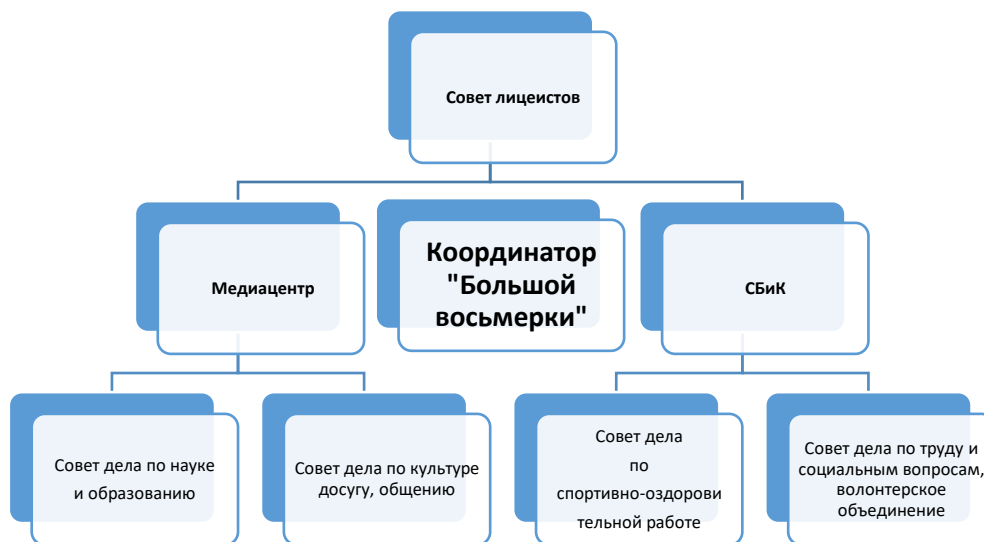 Совет лицеистов
Медиацентр
Координатор
"Большой
восьмерки"
СБиК
Совет дела по науке
и образованию
Совет дела по культуре
досугу, общению
Совет дела
по
спортивно-оздорови
тельной работе
Совет дела по труду и
социальным вопросам,
волонтерское
объединение